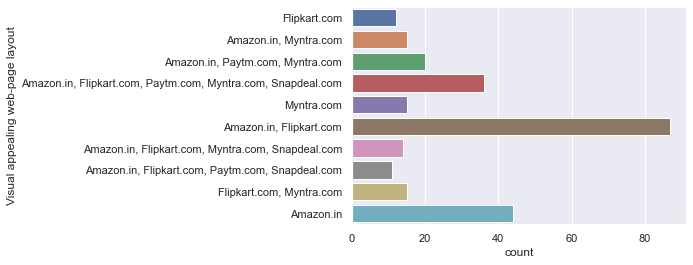 Visual appealing web-page layout
Flipkart.com
Amazon.in, Myntra.com
Amazon.in, Paytm.com, Myntra.com
Amazon.in, Flipkart.com, Paytm.com, Myntra.com, Snapdeal.com
Myntra.com
Amazon.in, Flipkart.com
Amazon.in, Flipkart.com, Myntra.com, Snapdeal.com
Amazon.in, Flipkart.com, Paytm.com, Snapdeal.com
Flipkart.com, Myntra.com
Amazon.in
0 20 40 60 80
count